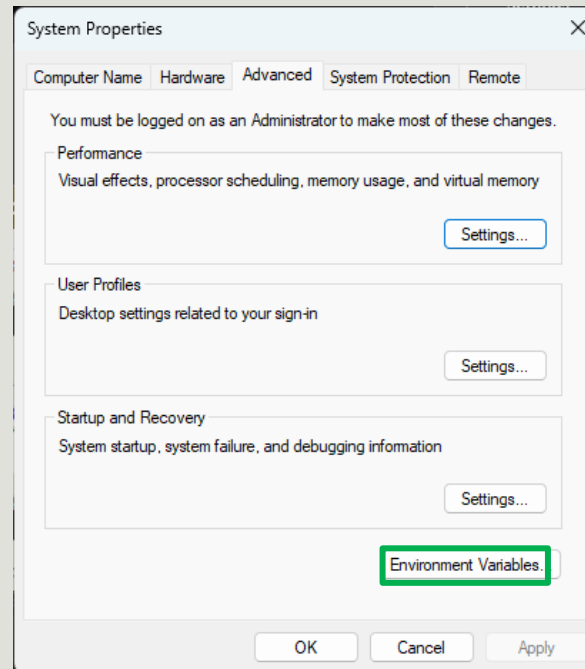 System Properties
Computer Name Hardware Advanced System Protection Remote
You must be logged on as an Administrator to make most of these changes.
Performance
Visual effects, processor scheduling, memory usage, and virtual memory
Settings...
User Profiles
Desktop settings related to your sign-in
Settings...
Startup and Recovery
System startup, system failure, and debugging information
Settings...
Environment Variables.
OK Cancel Apply